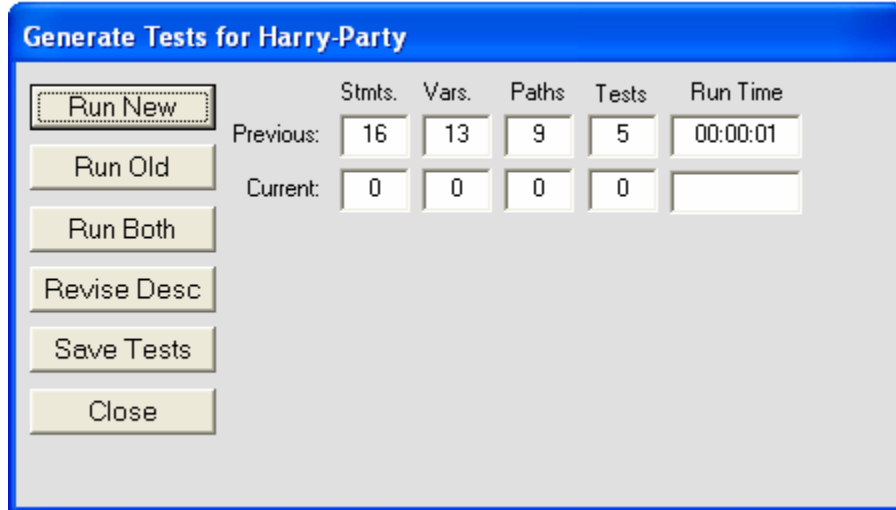 Generate Tests for Harry-Party
Run New
Run Old
Run Both
Revise Desc
Save Tests
Close
Stmts. Vars. Paths Tests Run Time
Previous: 16 13 9 5 00:00:01
Current: 0 0 0 0